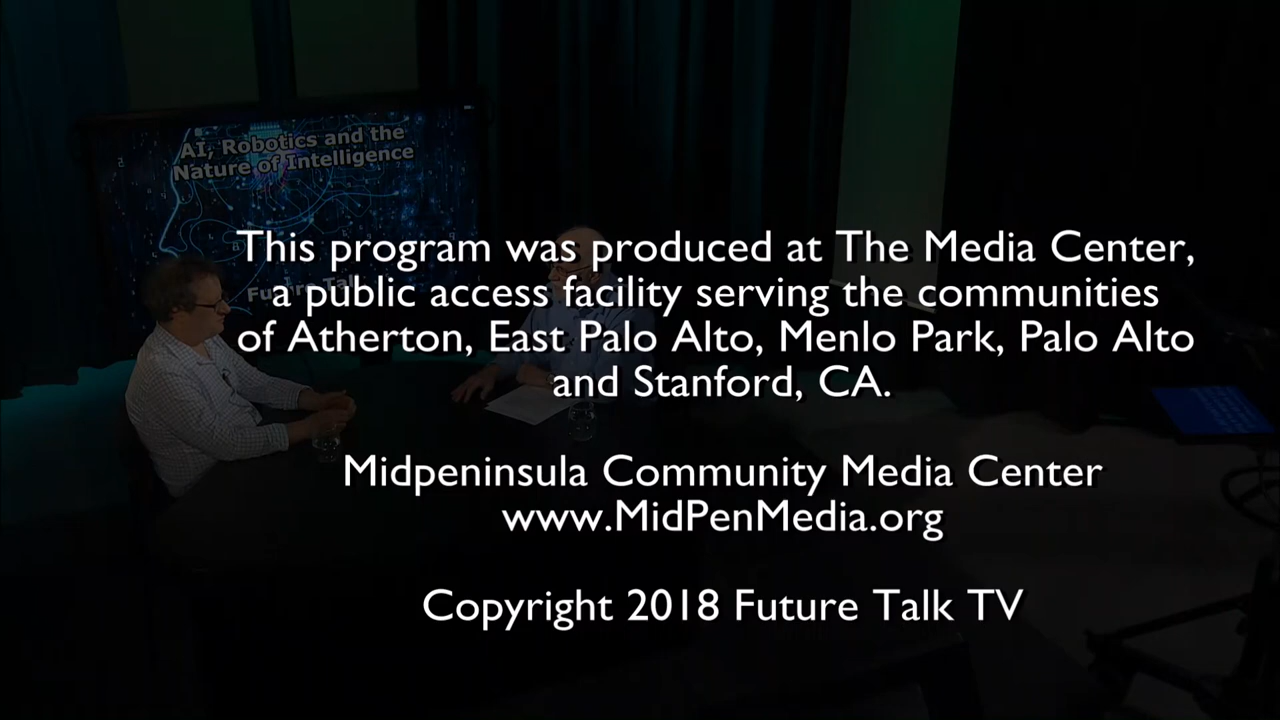 AI, Robotics and the
Nature of Intelligence
Future Talk
This program was produced at The Media Center,
a public access facility serving the communities
of Atherton, East Palo Alto, Menlo Park, Palo Alto
and Stanford, CA.
Midpeninsula Community Media Center
www.MidPenMedia.org
Copyright 2018 Future Talk TV